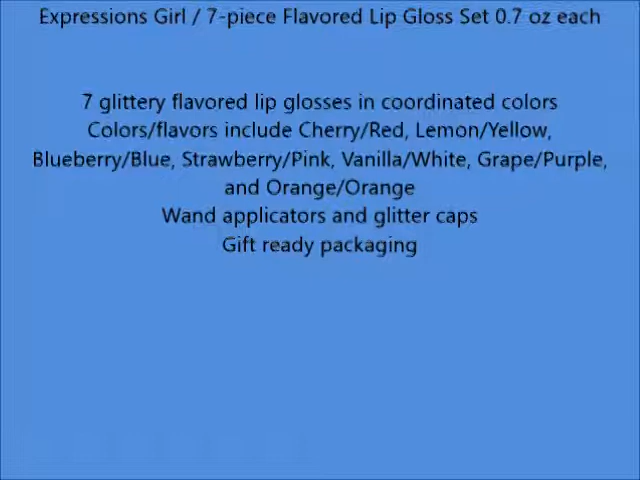 Expressions Girl / 7-piece Flavored Lip Gloss Set 0.7 oz each
7 glittery flavored lip glosses in coordinated colors
Colors/flavors include Cherry/Red, Lemon/Yellow,
Blueberry/Blue, Strawberry/Pink, Vanilla/White, Grape/Purple,
and Orange/Orange
Wand applicators and glitter caps
Gift ready packaging